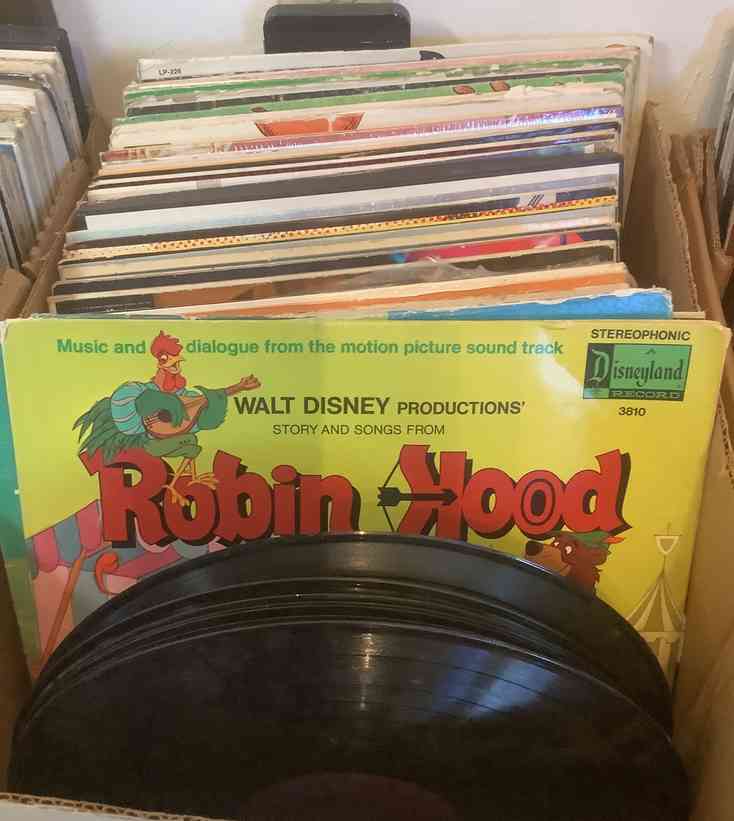 LP-226
STEREOPHONIC
Music and dialogue from the motion picture sound track
Disneyland
RECORD
3810
WALT DISNEY PRODUCTIONS'
STORY AND SONGS FROM
Robin Hood